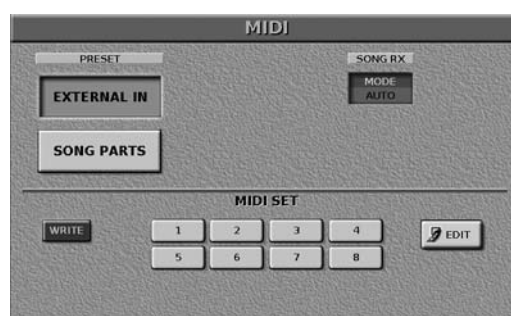 MIDI
PRESET
SONG RX
EXTERNAL IN
MODE
AUTO
SONG PARTS
MIDI SET
WRITE
1 2 3 4
EDIT
5 6 7 8